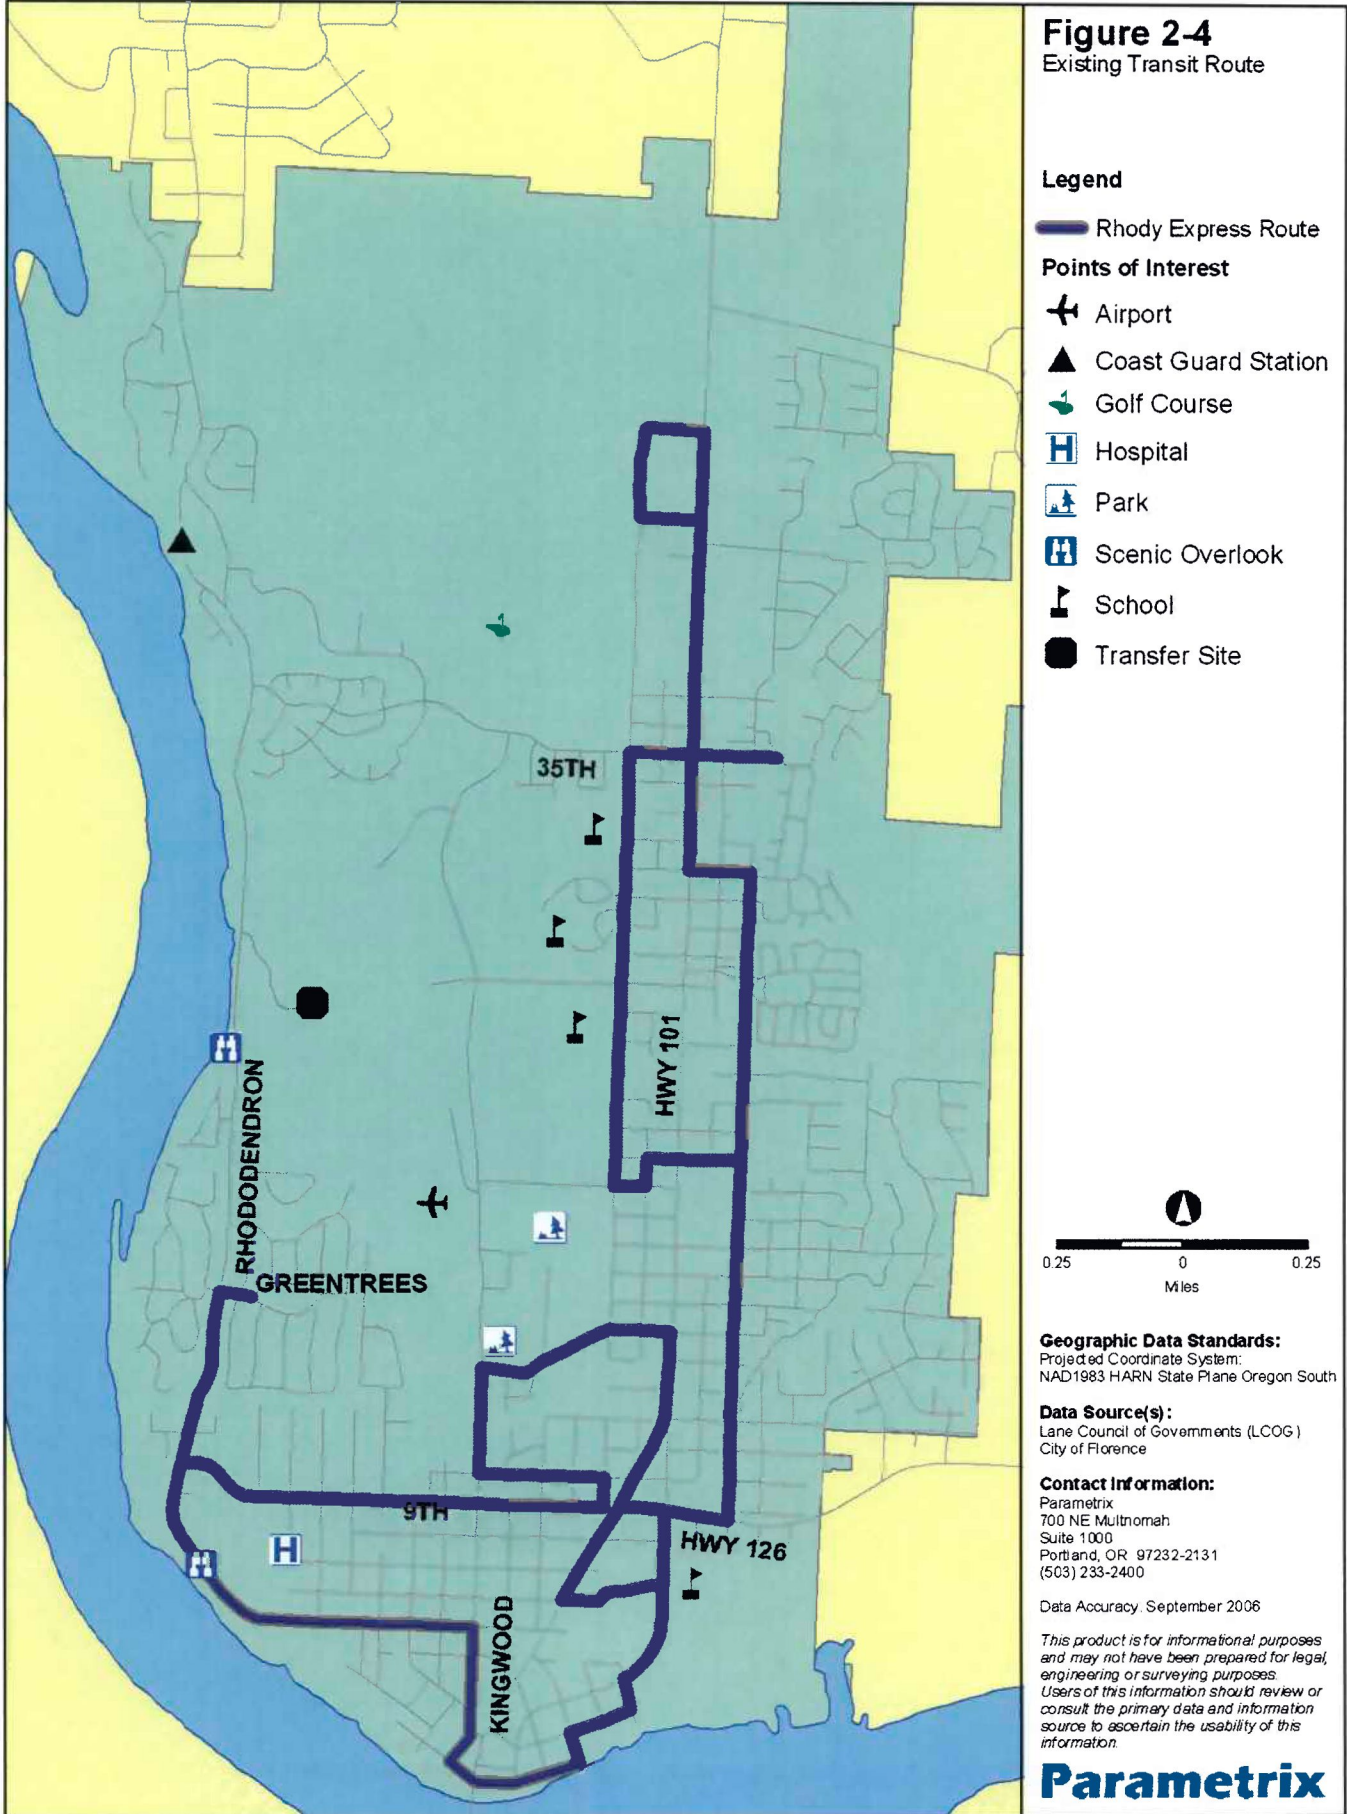 Figure 2-4
Existing Transit Route
Legend
Rhody Express Route
Points of Interest
Airport
Coast Guard Station
Golf Course
H Hospital
Park
Scenic Overlook
School
Transfer Site
35TH
HWY 101
RHODODENDRON
GREENTREES
9TH
H
HWY 126
KINGWOOD
0.25 0 0.25
Miles
Geographic Data Standards:
Projected Coordinate System:
NAD1983 HARN State Plane Oregon South
Data Source(s):
Lane Council of Governments (LCOG)
City of Florence
Contact Information:
Parametrix
700 NE Multnomah
Suite 1000
Portland, OR 97232-2131
(503) 233-2400
Data Accuracy. September 2006
This product is for informational purposes
and may not have been prepared for legal,
engineering or surveying purposes.
Users of this information should review or
consult the primary data and information
source to ascertain the usability of this
information.
Parametrix